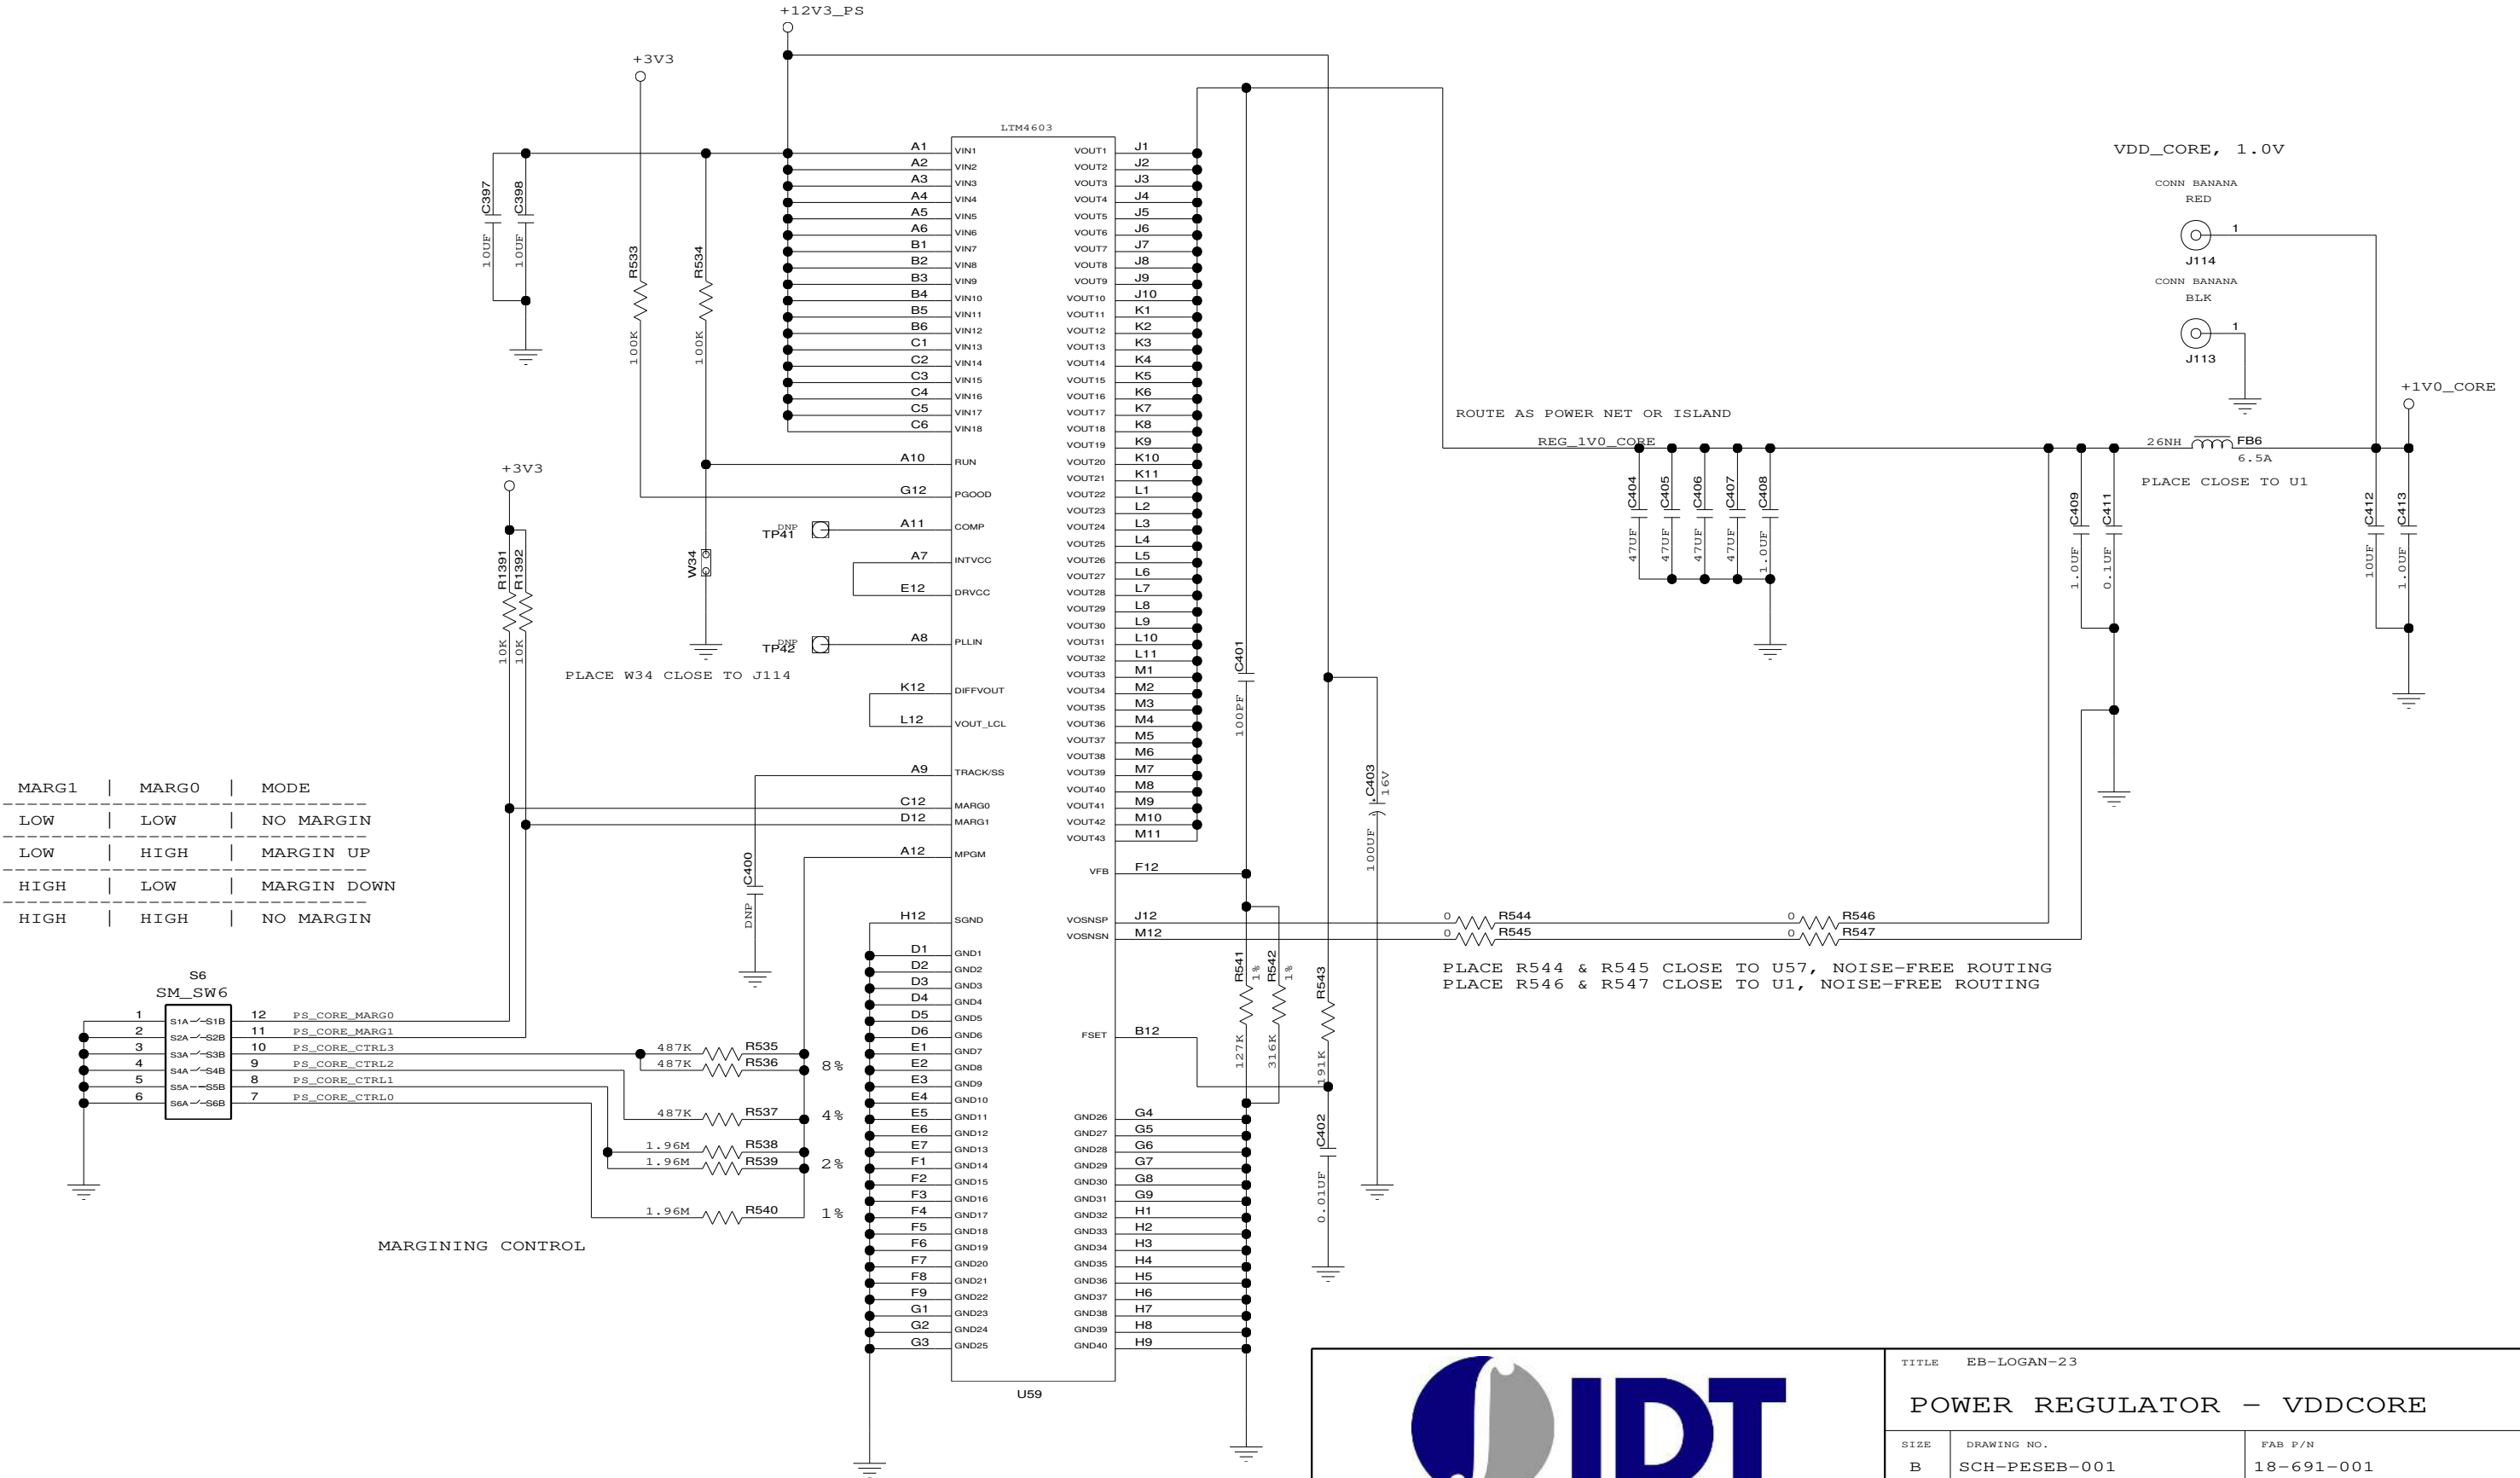 +12V3_PS
+3V3
LTM4603
C397
10UF
C398
10UF
R533
100K
R534
100K
A1 VIN1
A2 VIN2
A3 VIN3
A4 VIN4
A5 VIN5
A6 VIN6
B1 VIN7
B2 VIN8
B3 VIN9
B4 VIN10
B5 VIN11
B6 VIN12
C1 VIN13
C2 VIN14
C3 VIN15
C4 VIN16
C5 VIN17
C6 VIN18
A10 RUN
G12 PGOOD
A11 COMP
A7 INTVCC
E12 DRVCC
A8 PLLIN
K12 DIFFVOUT
L12 VOUT_LCL
A9 TRACK/SS
C12 MARG0
D12 MARG1
A12 MPGM
H12 SGND
D1 GND1
D2 GND2
D3 GND3
D4 GND4
D5 GND5
D6 GND6
E1 GND7
E2 GND8
E3 GND9
E4 GND10
E5 GND11
E6 GND12
E7 GND13
F1 GND14
F2 GND15
F3 GND16
F4 GND17
F5 GND18
F6 GND19
F7 GND20
F8 GND21
F9 GND22
G1 GND23
G2 GND24
G3 GND25
VOUT1 J1
VOUT2 J2
VOUT3 J3
VOUT4 J4
VOUT5 J5
VOUT6 J6
VOUT7 J7
VOUT8 J8
VOUT9 J9
VOUT10 J10
VOUT11 K1
VOUT12 K2
VOUT13 K3
VOUT14 K4
VOUT15 K5
VOUT16 K6
VOUT17 K7
VOUT18 K8
VOUT19 K9
VOUT20 K10
VOUT21 K11
VOUT22 L1
VOUT23 L2
VOUT24 L3
VOUT25 L4
VOUT26 L5
VOUT27 L6
VOUT28 L7
VOUT29 L8
VOUT30 L9
VOUT31 L10
VOUT32 L11
VOUT33 M1
VOUT34 M2
VOUT35 M3
VOUT36 M4
VOUT37 M5
VOUT38 M6
VOUT39 M7
VOUT40 M8
VOUT41 M9
VOUT42 M10
VOUT43 M11
VFB F12
VOSNSP J12
VOSNSN M12
FSET B12
GND26 G4
GND27 G5
GND28 G6
GND29 G7
GND30 G8
GND31 G9
GND32 H1
GND33 H2
GND34 H3
GND35 H4
GND36 H5
GND37 H6
GND38 H7
GND39 H8
GND40 H9
U59
+3V3
R1391
10K
R1392
10K
DNP
TP41
W34
DNP
TP42
PLACE W34 CLOSE TO J114
C400
DNP
MARG1 | MARG0 | MODE
LOW | LOW | NO MARGIN
LOW | HIGH | MARGIN UP
HIGH | LOW | MARGIN DOWN
HIGH | HIGH | NO MARGIN
S6
SM_SW6
1 S1A S1B 12 PS_CORE_MARG0
2 S2A S2B 11 PS_CORE_MARG1
3 S3A S3B 10 PS_CORE_CTRL3
4 S4A S4B 9 PS_CORE_CTRL2
5 S5A S5B 8 PS_CORE_CTRL1
6 S6A S6B 7 PS_CORE_CTRL0
487K R535
487K R536 8%
487K R537 4%
1.96M R538
1.96M R539 2%
1.96M R540 1%
MARGINING CONTROL
C401
100PF
C403
16V
100UF
R541
1%
127K
R542
1%
316K
R543
191K
C402
0.01UF
0 R544
0 R545
0 R546
0 R547
PLACE R544 & R545 CLOSE TO U57, NOISE-FREE ROUTING
PLACE R546 & R547 CLOSE TO U1, NOISE-FREE ROUTING
VDD_CORE, 1.0V
CONN BANANA
RED
1
J114
CONN BANANA
BLK
1
J113
+1V0_CORE
ROUTE AS POWER NET OR ISLAND
REG_1V0_CORE
26NH FB6
6.5A
PLACE CLOSE TO U1
C404
47UF
C405
47UF
C406
47UF
C407
47UF
C408
1.0UF
C409
1.0UF
C411
0.1UF
C412
10UF
C413
1.0UF
IDT
TITLE EB-LOGAN-23
POWER REGULATOR - VDDCORE
SIZE
B
DRAWING NO.
SCH-PESEB-001
FAB P/N
18-691-001